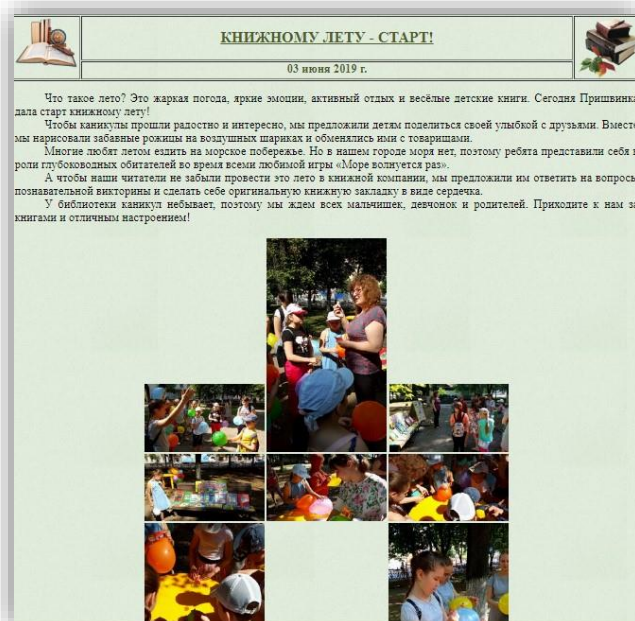 КНИЖНОМУ ЛЕТУ - СТАРТ!
03 июня 2019 г.
Что такое лето? Это жаркая погода, яркие эмоции, активный отдых и весёлые детские книги. Сегодня Пришвинка
дала старт книжному лету!
Чтобы каникулы прошли радостно и интересно, мы предложили детям поделиться своей улыбкой с друзьями. Вместе
мы нарисовали забавные рожицы на воздушных шариках и обменялись ими с товарищами.
Многие любят летом ездить на морское побережье. Но в нашем городе моря нет, поэтому ребята представили себя в
роли глубоководных обитателей во время всеми любимой игры «Море волнуется раз».
А чтобы наши читатели не забыли провести это лето в книжной компании, мы предложили им ответить на вопросы
познавательной викторины и сделать себе оригинальную книжную закладку в виде сердечка.
У библиотеки каникул небывает, поэтому мы ждем всех мальчишек, девчонок и родителей. Приходите к нам за
книгами и отличным настроением!